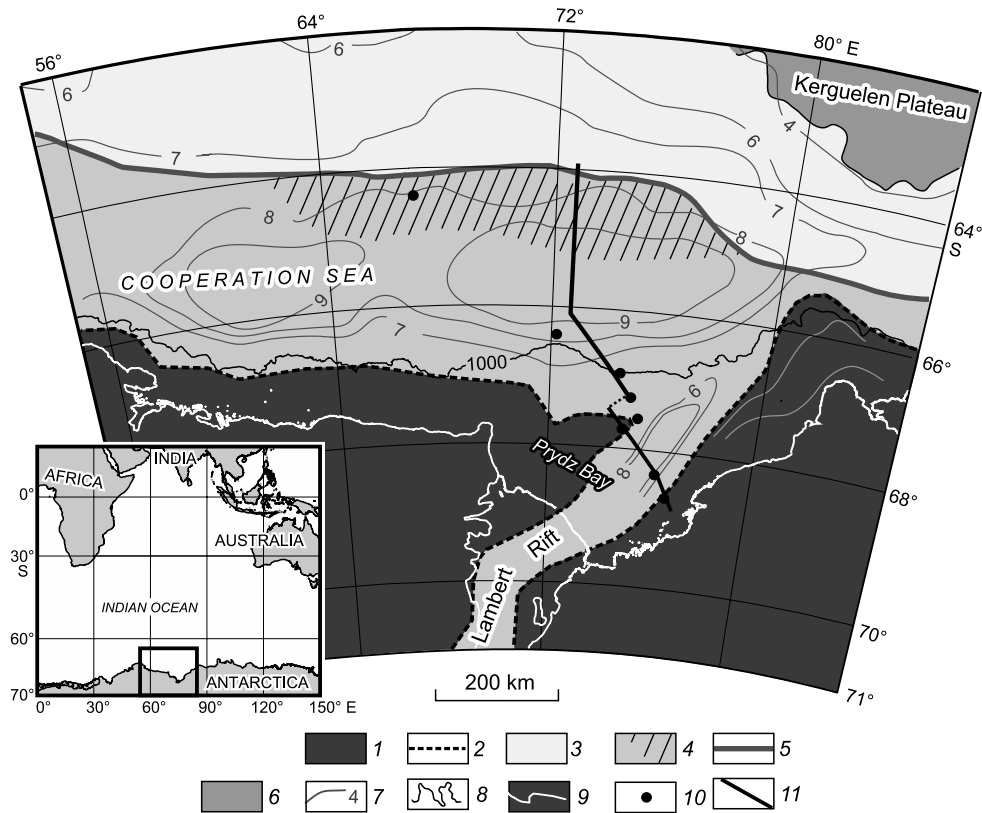 56°
64°
72°
80° E
6
6
Kerguelen Plateau
4
6
7
7
64°
S
8
8
COOPERATION SEA
9
9
7
1000
66°
6
Prydz Bay
8
68°
Rift
Lambert
70°
71°
200 km
INDIA
AFRICA
0°
AUSTRALIA
30°
S
INDIAN OCEAN
60°
ANTARCTICA
70°
0° 30° 60° 90° 120° 150° E
1 2 3 4 5
6 4 7 8 9 10 11